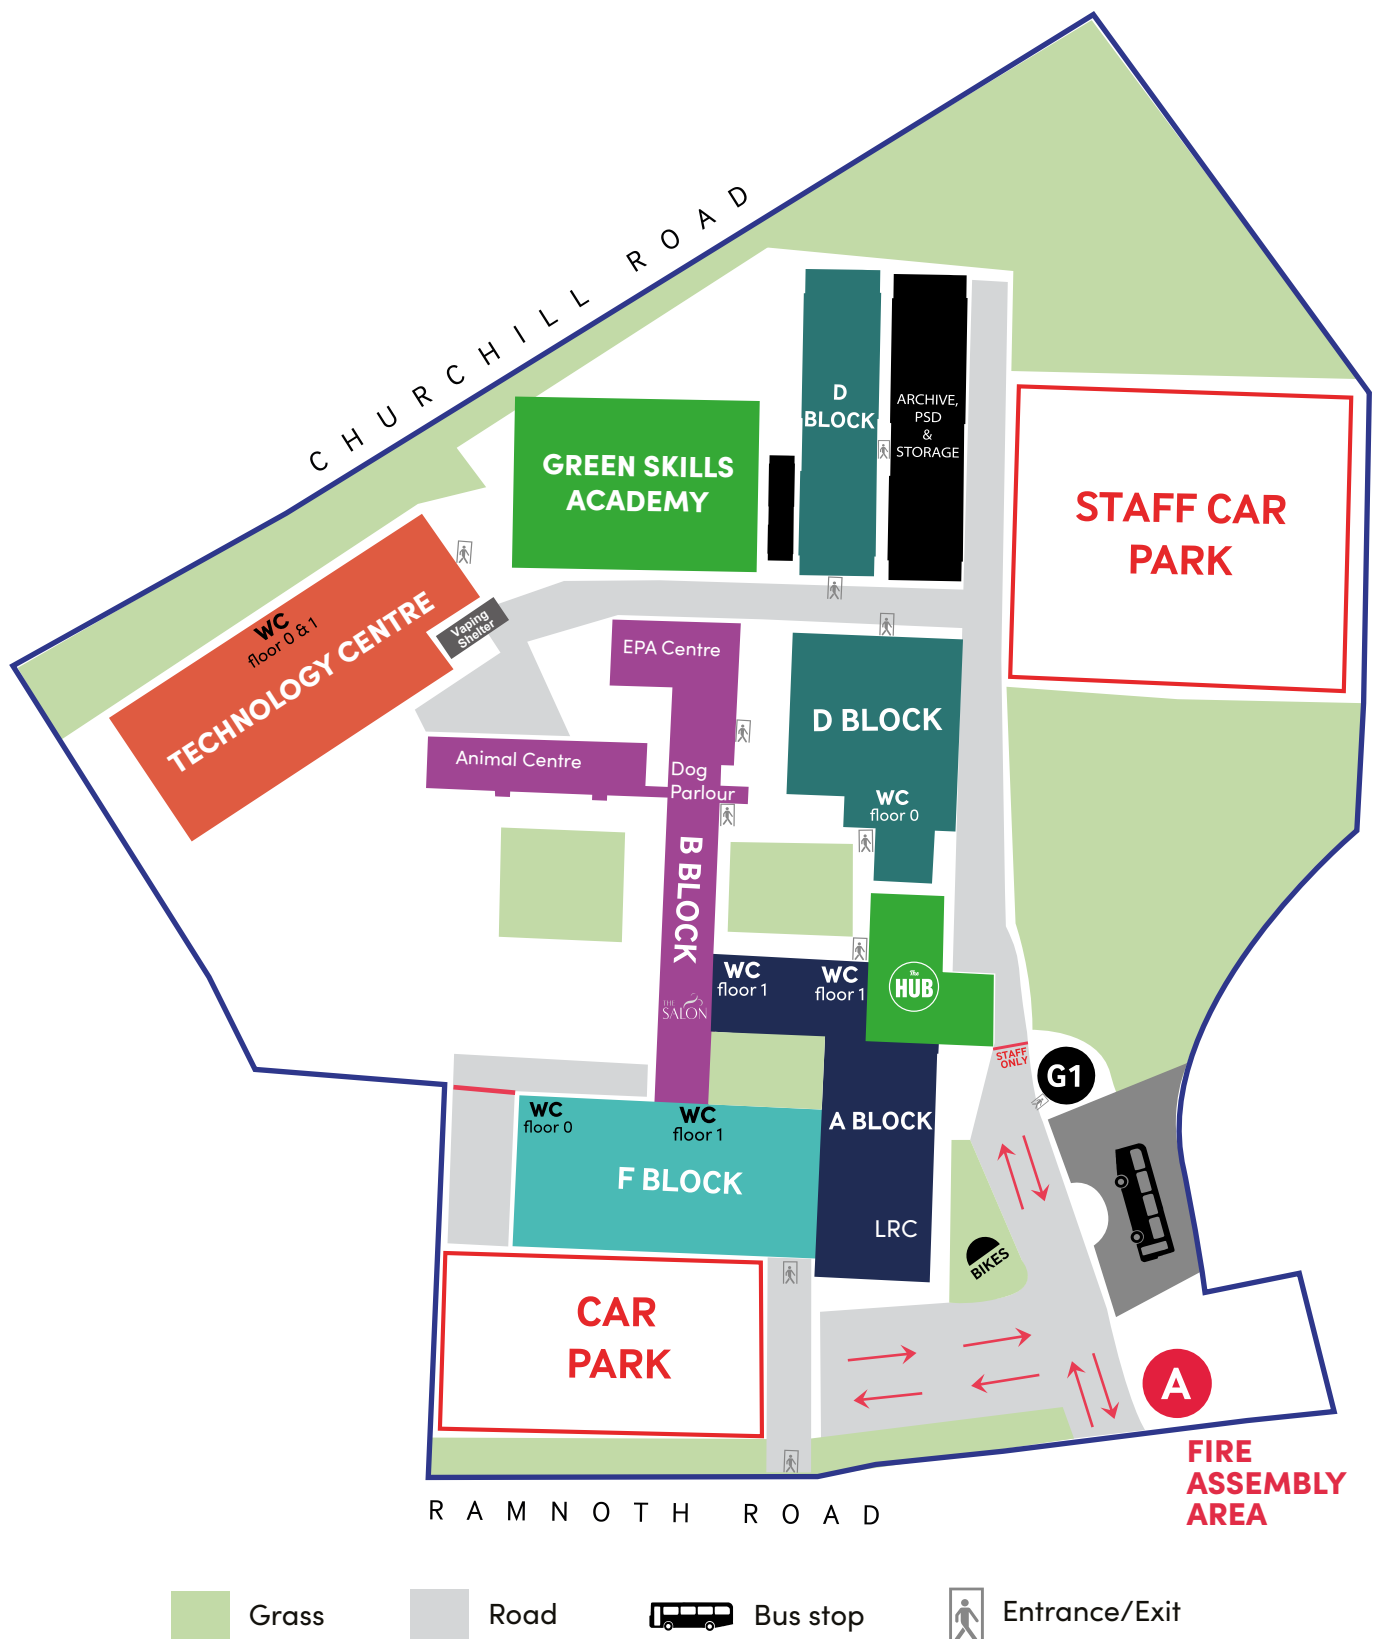 CHURCHILL ROAD
D
BLOCK
ARCHIVE,
PSD
&
STORAGE
GREEN SKILLS
ACADEMY
STAFF CAR
PARK
WC
floor 0 & 1
TECHNOLOGY CENTRE
Vaping
Shelter
EPA Centre
D BLOCK
WC
floor 0
Animal Centre
Dog
Parlour
B BLOCK
THE
SALON
WC
floor 1
WC
floor 1
The
HUB
STAFF
ONLY
G1
WC
floor 0
WC
floor 1
A BLOCK
F BLOCK
LRC
BIKES
CAR
PARK
A
FIRE
ASSEMBLY
AREA
RAMNOTH ROAD
Grass
Road
Bus stop
Entrance/Exit